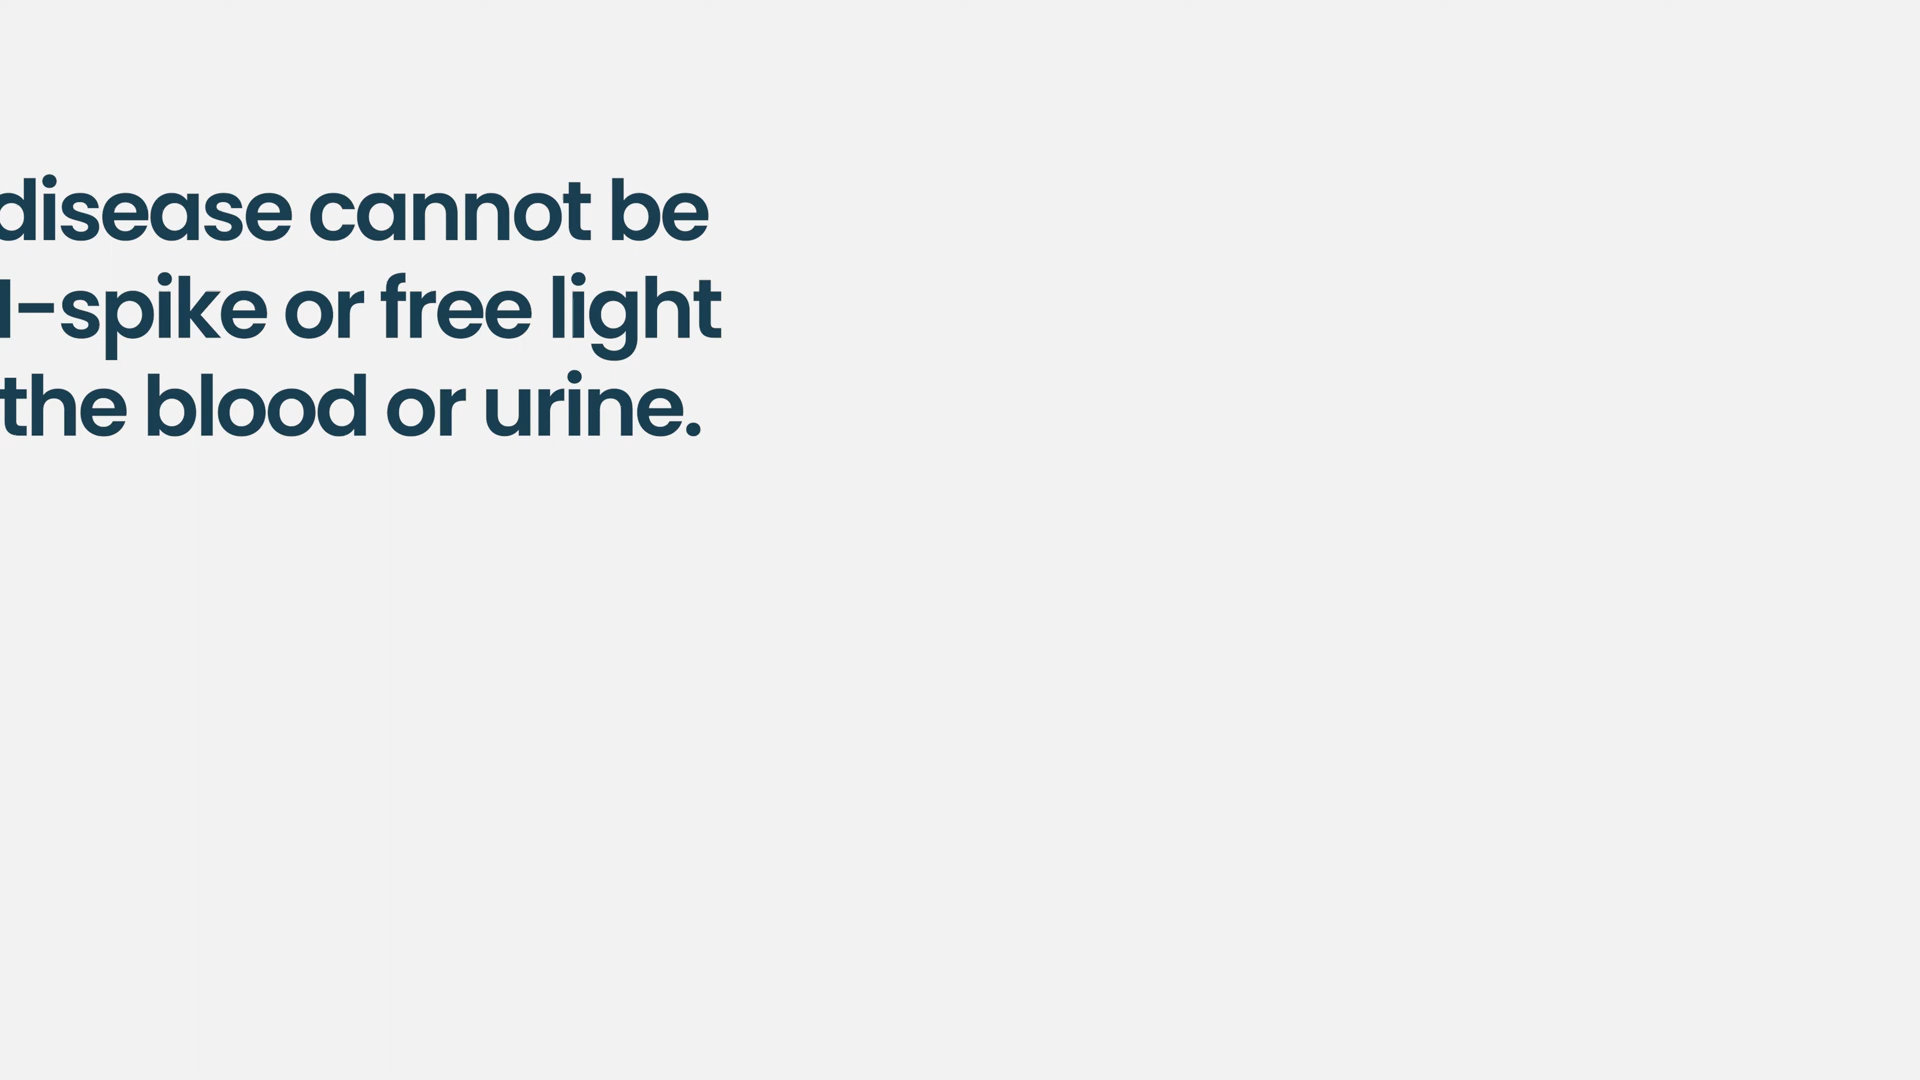 disease cannot be
-spike or free light
the blood or urine.